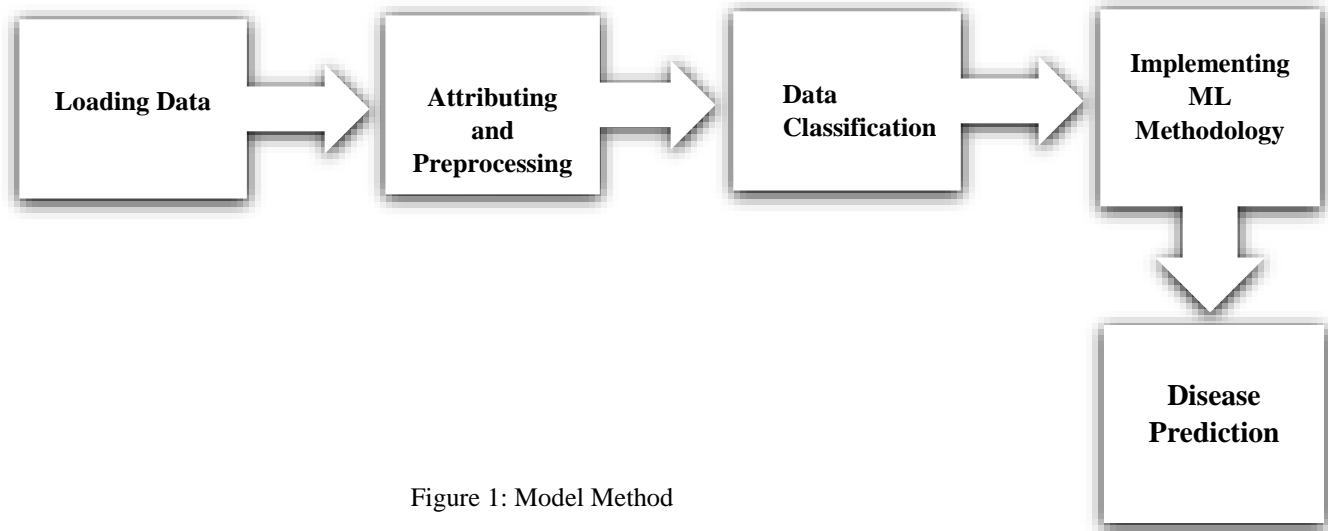 Loading Data
Attributing
and
Preprocessing
Data
Classification
Implementing
ML
Methodology
Disease
Prediction
Figure 1: Model Method